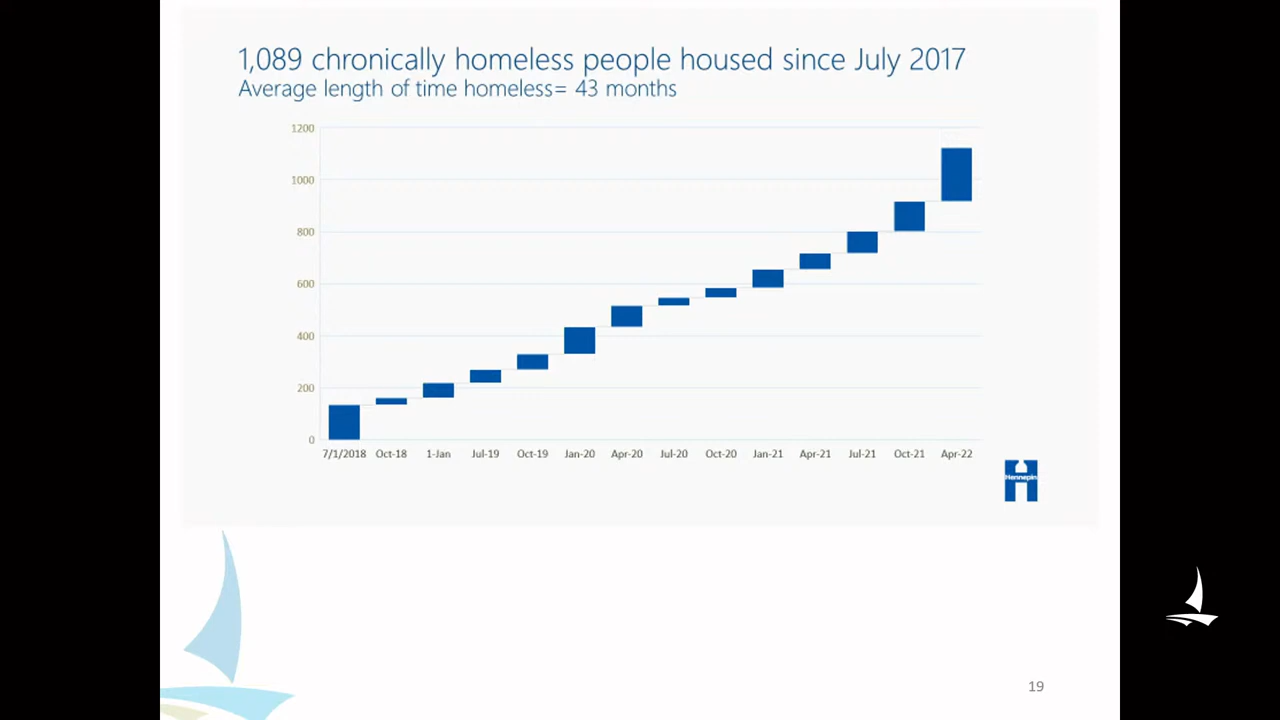 1,089 chronically homeless people housed since July 2017
Average length of time homeless= 43 months
1200
1000
800
600
400
200
0
7/1/2018 Oct-18 1-Jan Jul-19 Oct-19 Jan-20 Apr-20 Jul-20 Oct-20 Jan-21 Apr-21 Jul-21 Oct-21 Apr-22
Hennepin
19